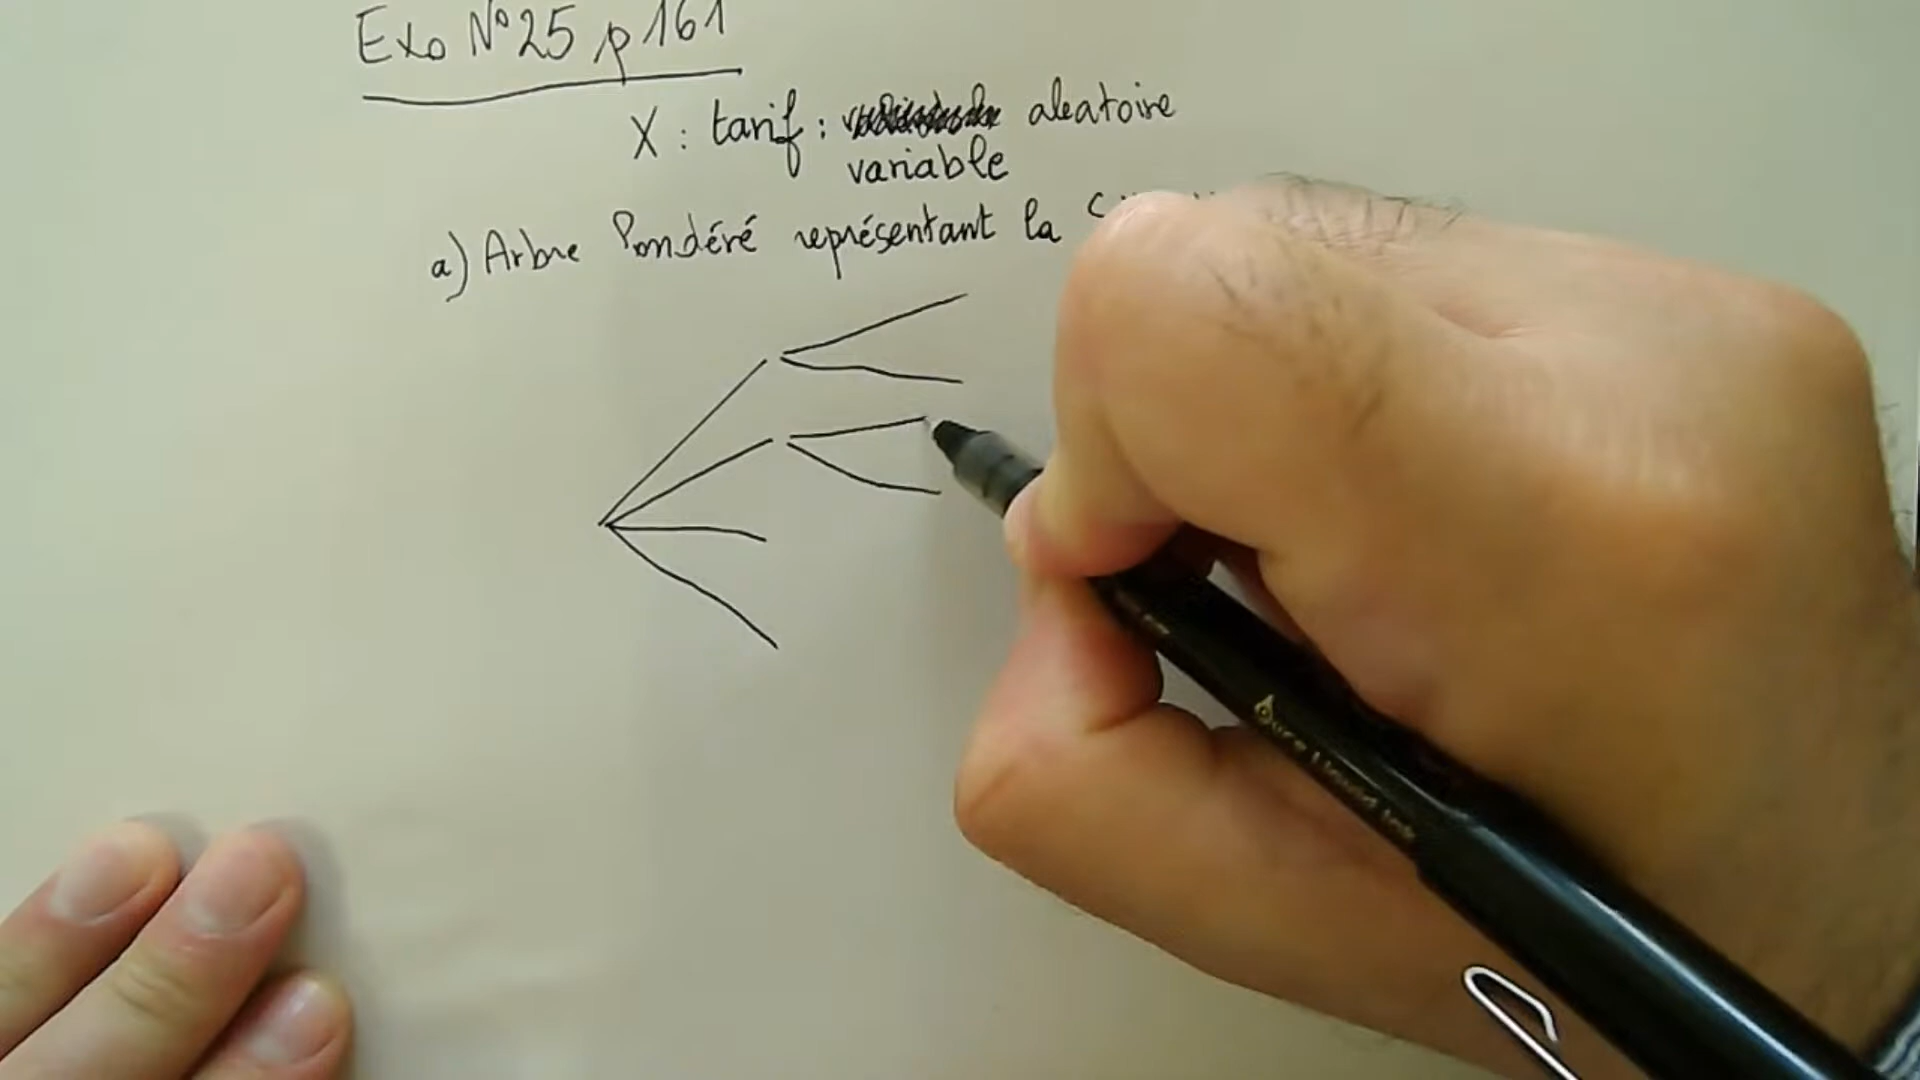 Exo N°25 p 161
X : tarif : aleatoire
variable
a) Arbre Pondéré représentant la